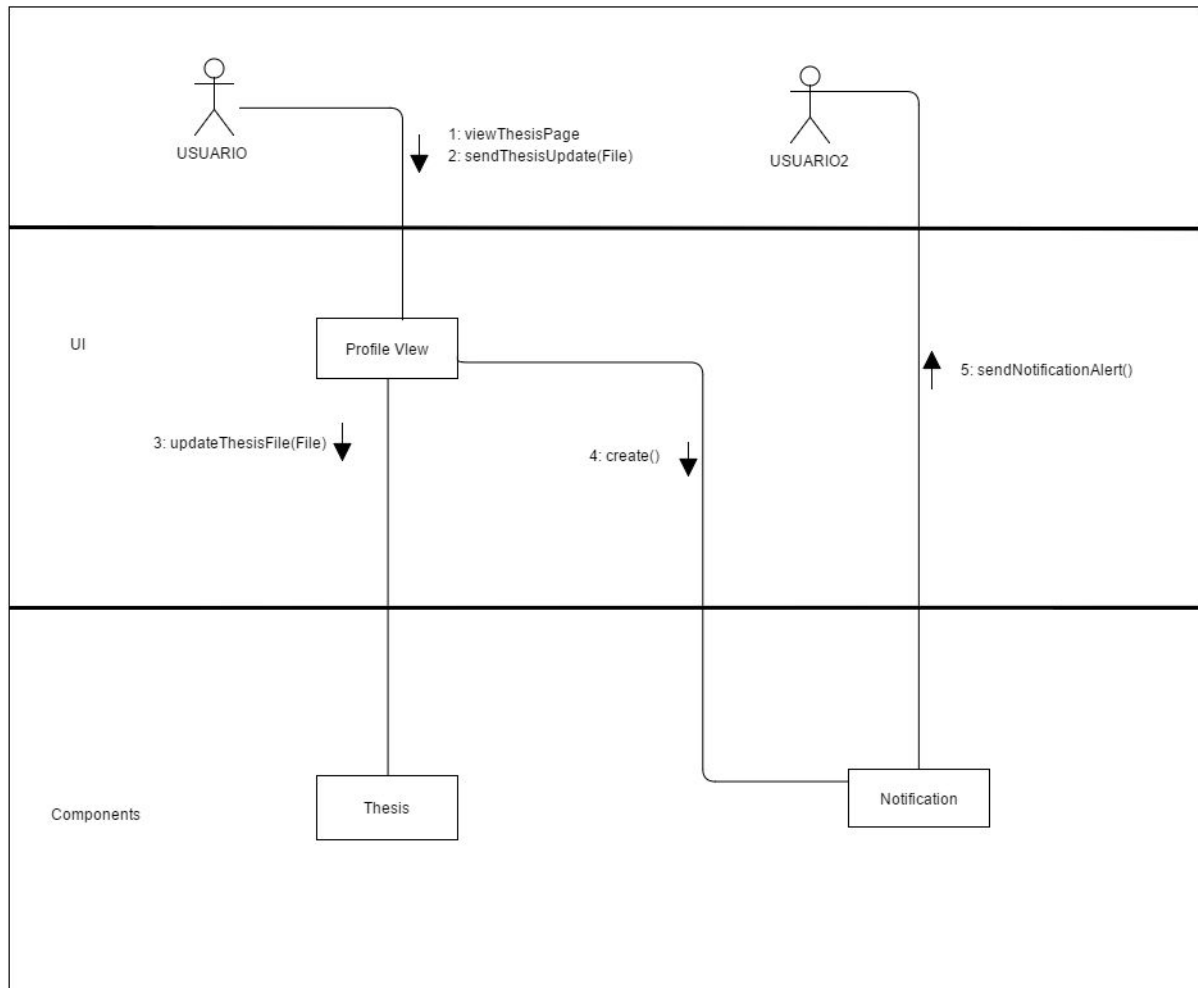 1: viewThesisPage
2: sendThesisUpdate(File)
USUARIO
USUARIO2
UI
Profile VIew
5: sendNotificationAlert()
3: updateThesisFile(File)
4: create()
Components
Thesis
Notification